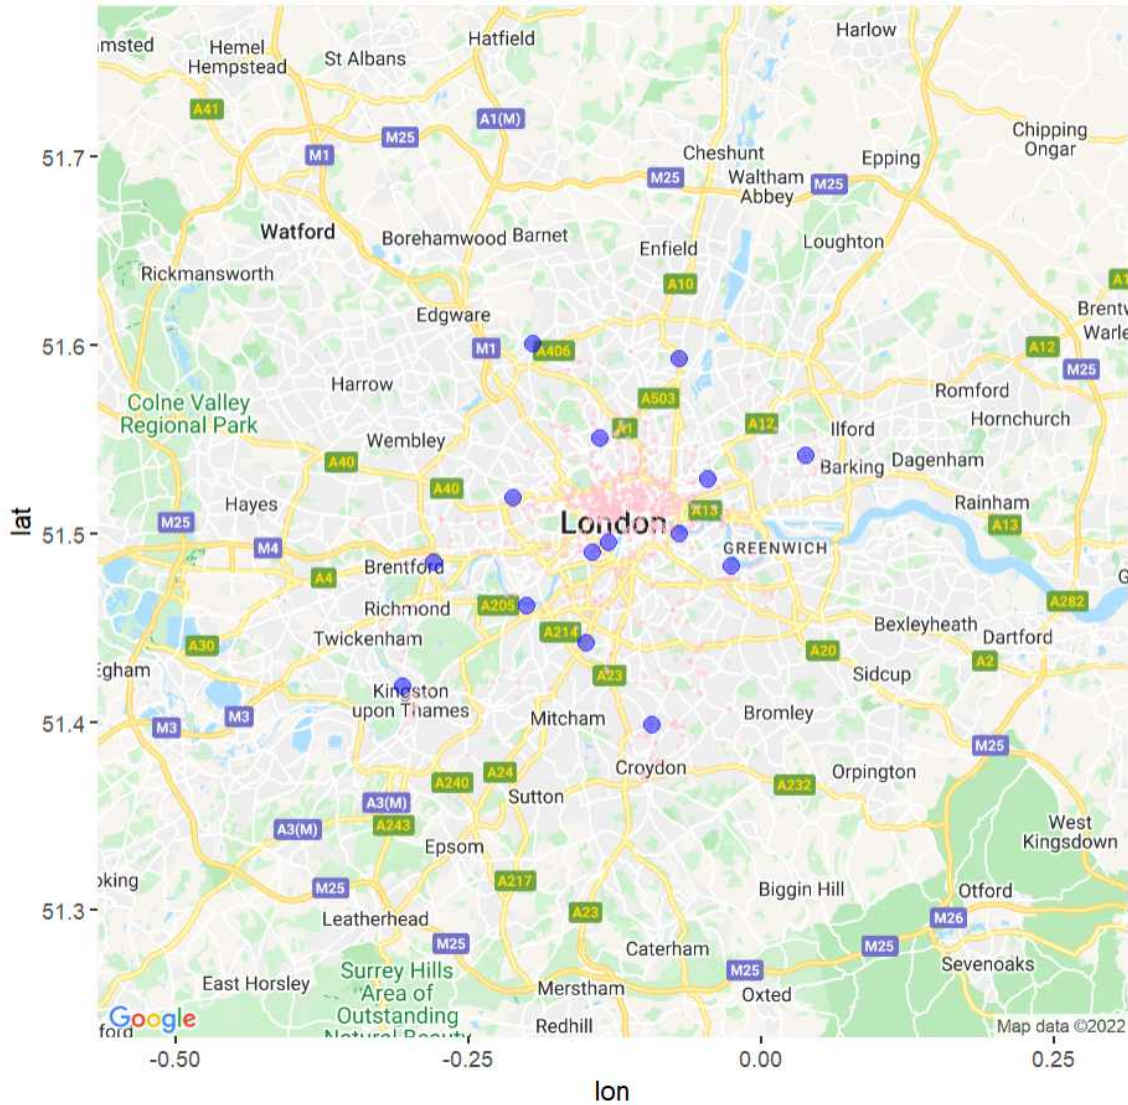 Harlow
Hatfield
msted
Hemel
Hempstead
St Albans
A41
A1(M)
M25
M1
Chipping
Ongar
Cheshunt
Epping
51.7
M25
Waltham
Abbey
M25
Watford
Borehamwood
Barnet
Enfield
Loughton
Rickmansworth
A10
A1
Edgware
Brentw
Warle
51.6
M1
A406
A12
M25
Harrow
A503
Romford
Colne Valley
Regional Park
Hornchurch
A1
A12
Ilford
Wembley
A40
Barking
Dagenham
A40
Hayes
Rainham
M25
A13
A13
London
lat
51.5
M4
GREENWICH
Brentford
A4
G
Richmond
A205
A282
Twickenham
A214
Bexleyheath
Dartford
A30
A20
A2
Egham
A23
Sidcup
Kingston
upon Thames
51.4
M3
M3
Mitcham
Bromley
M25
Croydon
A24
A240
A232
Orpington
Sutton
A3(M)
A243
A3(M)
West
Kingsdown
Epsom
oking
A217
M25
Biggin Hill
Otford
51.3
A23
Leatherhead
M26
M25
Caterham
M25
Sevenoaks
Surrey Hills
Area of
Outstanding
Natural Beauty
East Horsley
M25
Merstham
Oxted
Google
ford
Redhill
Map data ©2022
-0.50
-0.25
0.00
0.25
lon